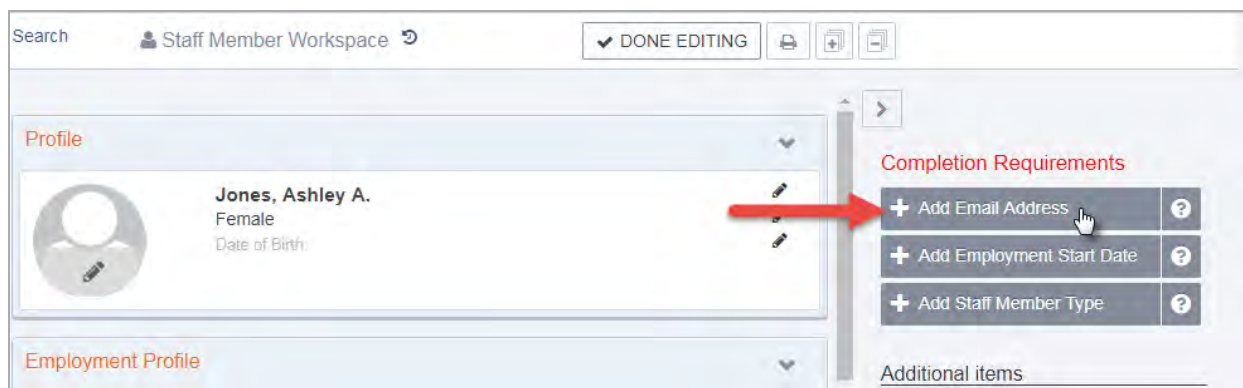 Search
Staff Member Workspace
DONE EDITING
Profile
Jones, Ashley A.
Female
Date of Birth
Employment Profile
Completion Requirements
Add Email Address
Add Employment Start Date
Add Staff Member Type
Additional items